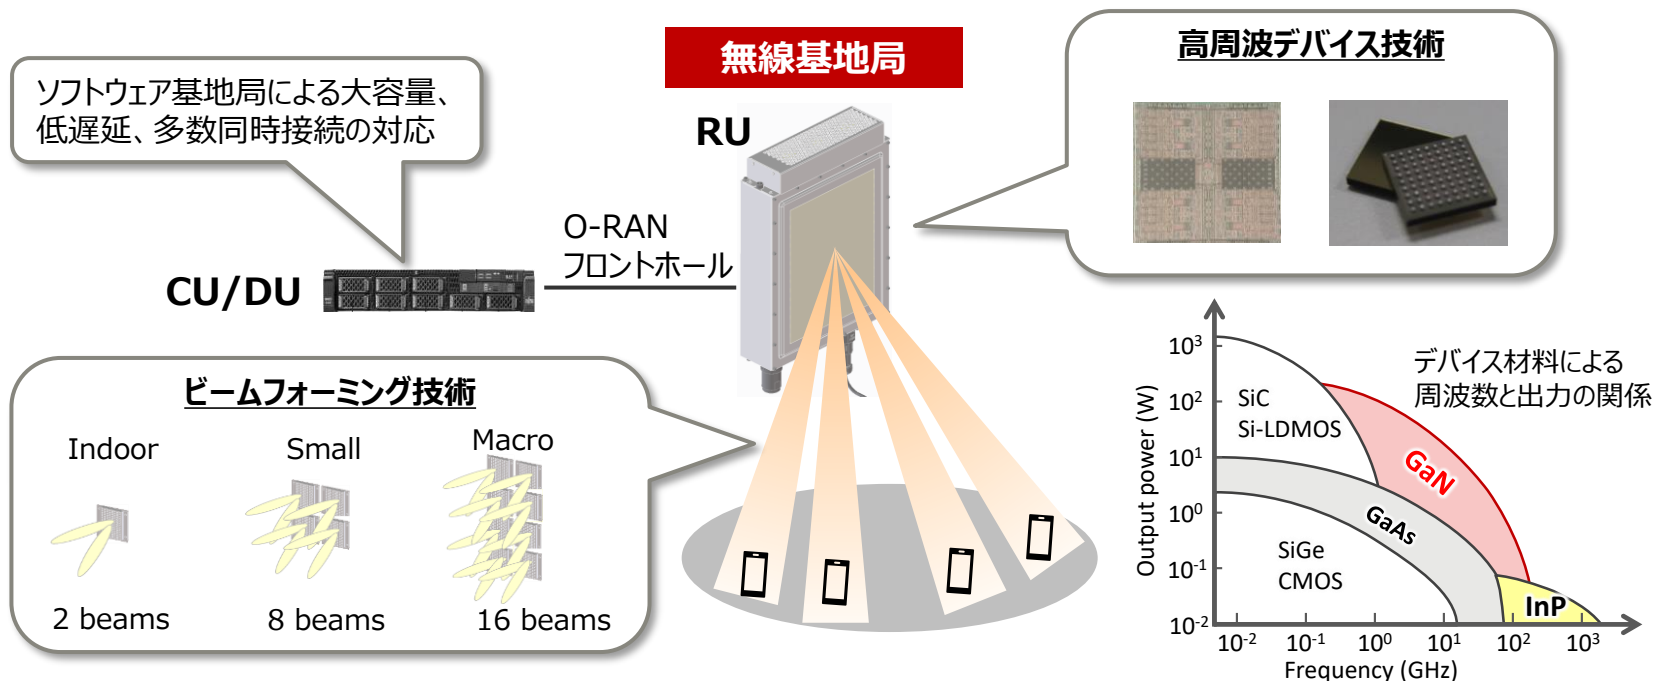 無線基地局
高周波デバイス技術
ソフトウェア基地局による大容量、
低遅延、多数同時接続の対応
RU
O-RAN
フロントホール
CU/DU
ビームフォーミング技術
Indoor
Small
Macro
2 beams
8 beams
16 beams
デバイス材料による
周波数と出力の関係
Output power (W)
10³
10²
10¹
10⁰
10⁻¹
10⁻²
SiC
Si-LDMOS
GaN
GaAs
SiGe
CMOS
InP
10⁻² 10⁻¹ 10⁰ 10¹ 10² 10³
Frequency (GHz)